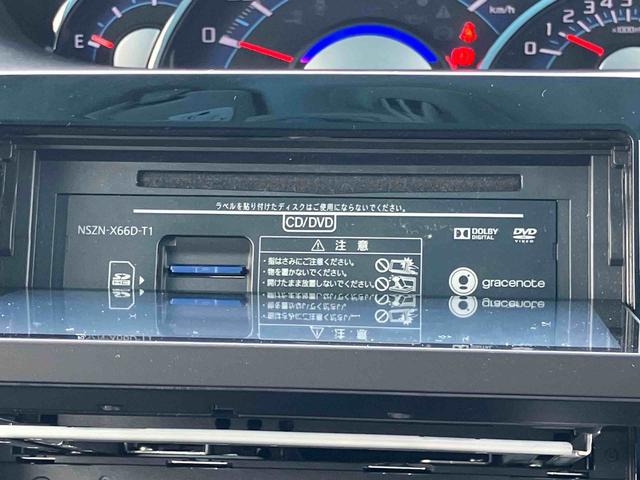 km/h
E
0
0
1
2
3
4
5
ラベルを貼り付けたディスクはご使用にならないでください。
CD/DVD
NSZN-X66D-T1
DOLBY
DIGITAL
DVD
VIDEO
注意
・指はさみにご注意ください。
・物を置かないでください。
・開けたまま放置しないでください。
gracenote